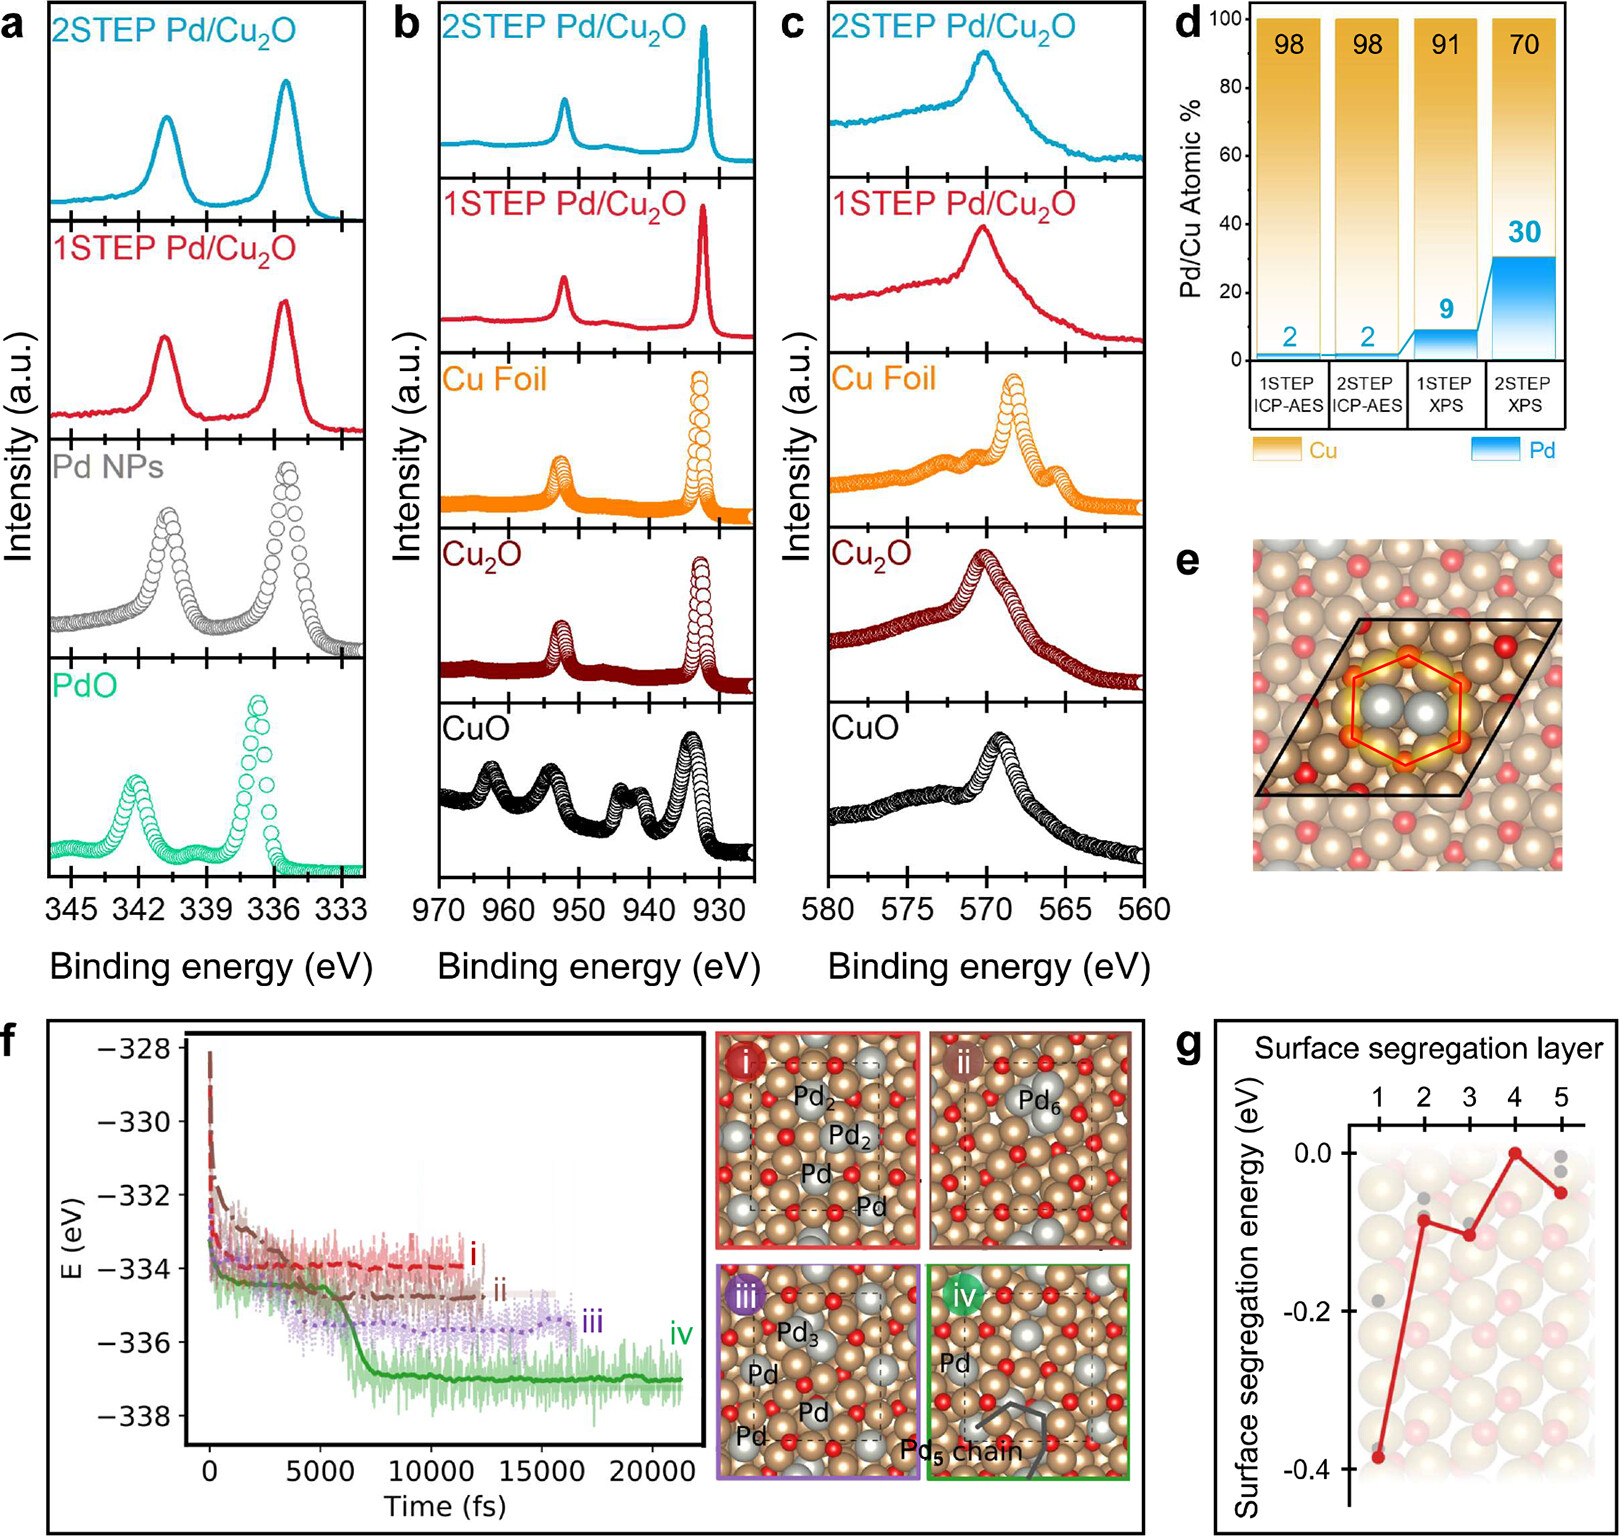 a
2STEP Pd/Cu₂O
1STEP Pd/Cu₂O
Pd NPs
PdO
Intensity (a.u.)
345 342 339 336 333
Binding energy (eV)
b
2STEP Pd/Cu₂O
1STEP Pd/Cu₂O
Cu Foil
Cu₂O
CuO
Intensity (a.u.)
970 960 950 940 930
Binding energy (eV)
c
2STEP Pd/Cu₂O
1STEP Pd/Cu₂O
Cu Foil
Cu₂O
CuO
Intensity (a.u.)
580 575 570 565 560
Binding energy (eV)
d
Pd/Cu Atomic %
100
80
60
40
20
0
98 98 91 70
2 2 9 30
1STEP ICP-AES
2STEP ICP-AES
1STEP XPS
2STEP XPS
Cu
Pd
e
f
E (eV)
−328
−330
−332
−334
−336
−338
0 5000 10000 15000 20000
Time (fs)
i
ii
iii
iv
i
Pd₂
Pd₂
Pd
Pd
ii
Pd₆
iii
Pd₃
Pd
Pd
Pd
iv
Pd
Pd₅ chain
g
Surface segregation layer
1 2 3 4 5
Surface segregation energy (eV)
0.0
-0.2
-0.4